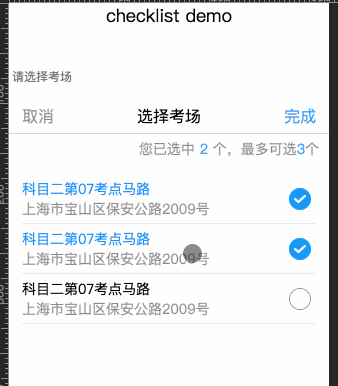 checklist demo
请选择考场
取消 选择考场 完成
您已选中 2 个，最多可选3个
科目二第07考点马路
上海市宝山区保安公路2009号
科目二第07考点马路
上海市宝山区保安公路2009号
科目二第07考点马路
上海市宝山区保安公路2009号